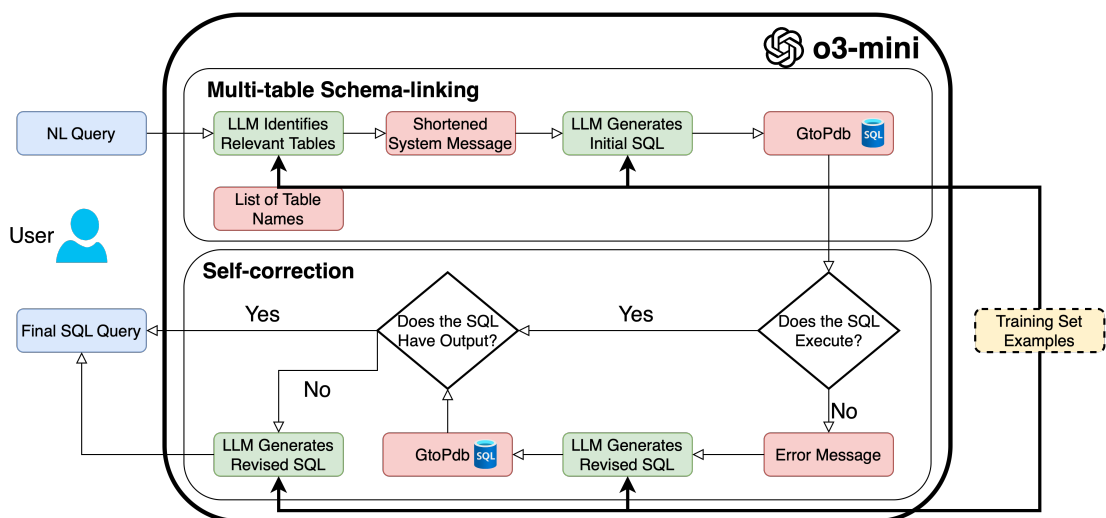 o3-mini
Multi-table Schema-linking
NL Query
LLM Identifies
Relevant Tables
Shortened
System Message
LLM Generates
Initial SQL
GtoPdb
SQL
List of Table
Names
User
Self-correction
Final SQL Query
Yes
Does the SQL
Have Output?
Yes
Does the SQL
Execute?
Training Set
Examples
No
No
LLM Generates
Revised SQL
GtoPdb
SQL
LLM Generates
Revised SQL
Error Message